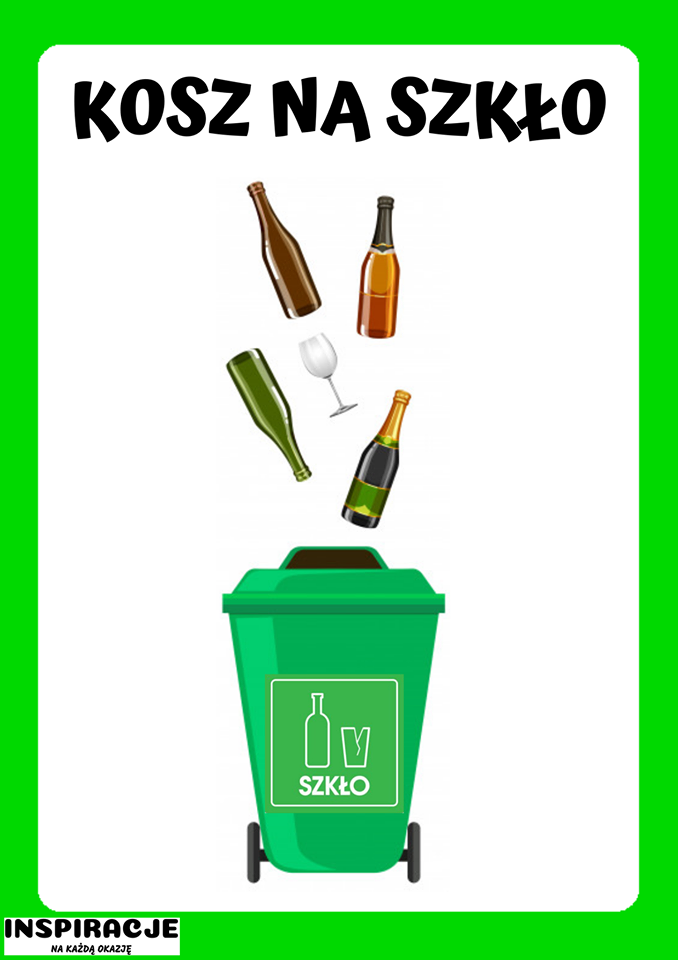 KOSZ NA SZKŁO
SZKŁO
INSPIRACJE
NA KAŻDĄ OKAZJĘ